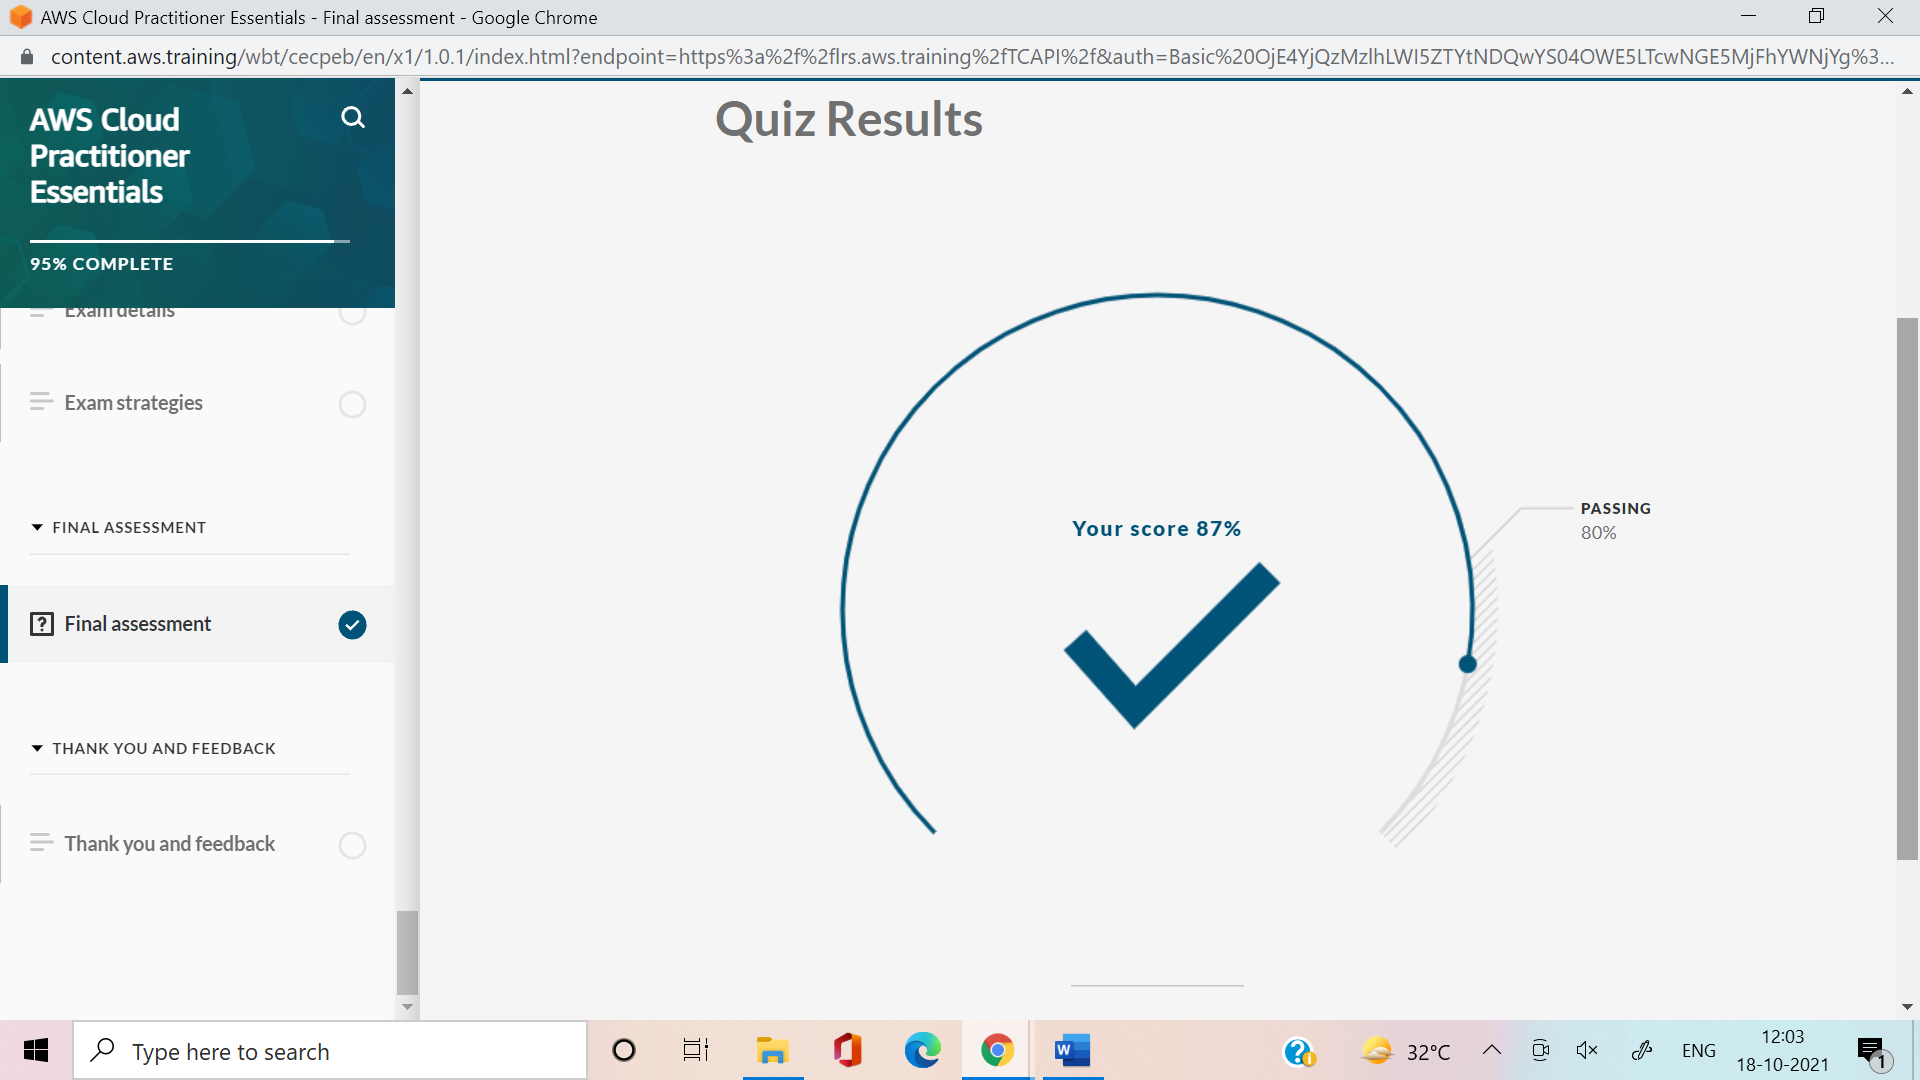 AWS Cloud Practitioner Essentials - Final assessment - Google Chrome
content.aws.training/wbt/cecpeb/en/x1/1.0.1/index.html?endpoint=https%3a%2f%2flrs.aws.training%2fTCAPI%2f&auth=Basic%20OjE4YjQzMzlhLWI5ZTYtNDQwYS04OWE5LTcwNGE5MjFhYWNjYg%3...
AWS Cloud
Practitioner
Essentials
95% COMPLETE
Exam details
Exam strategies
FINAL ASSESSMENT
Final assessment
THANK YOU AND FEEDBACK
Thank you and feedback
Quiz Results
Your score 87%
PASSING
80%
Type here to search
32°C
ENG
12:03
18-10-2021
1